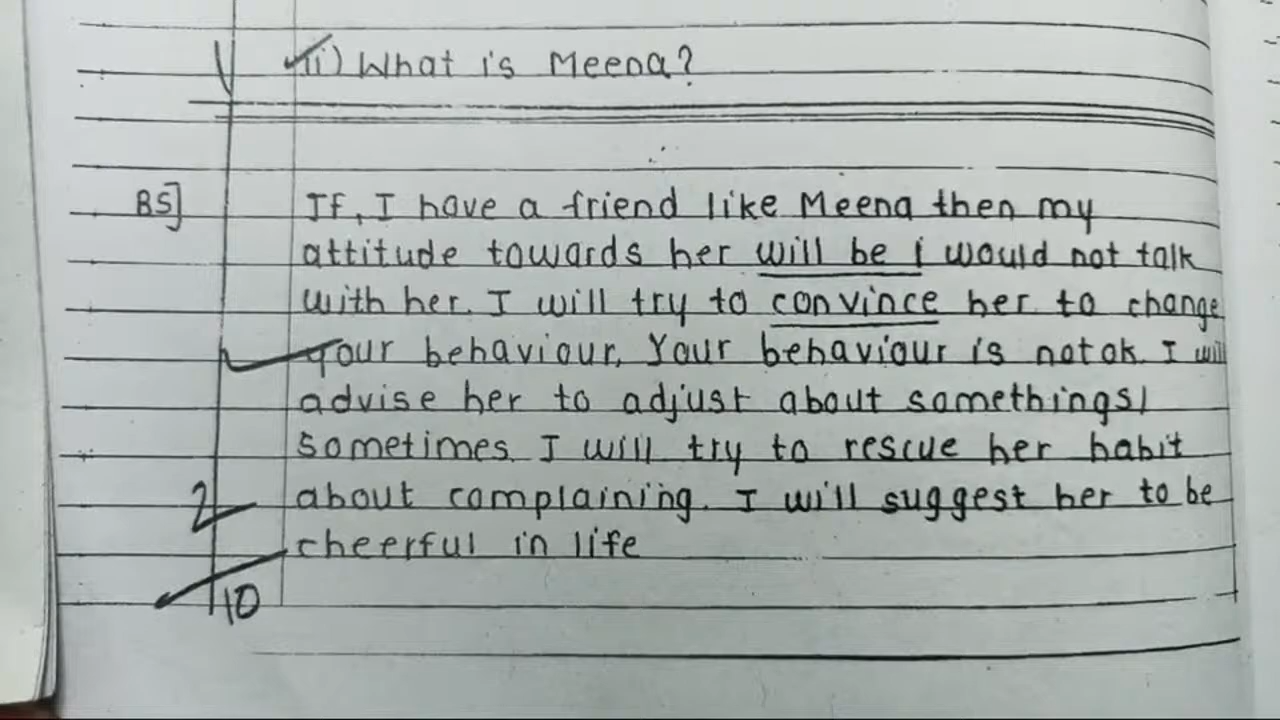 ii) What is Meena?
B5] If, I have a friend like Meena then my
attitude towards her will be I would not talk
with her. I will try to convince her to change
your behaviour. Your behaviour is not ok. I will
advise her to adjust about somethings/
sometimes. I will try to rescue her habit
about complaining. I will suggest her to be
2
cheerful in life
10